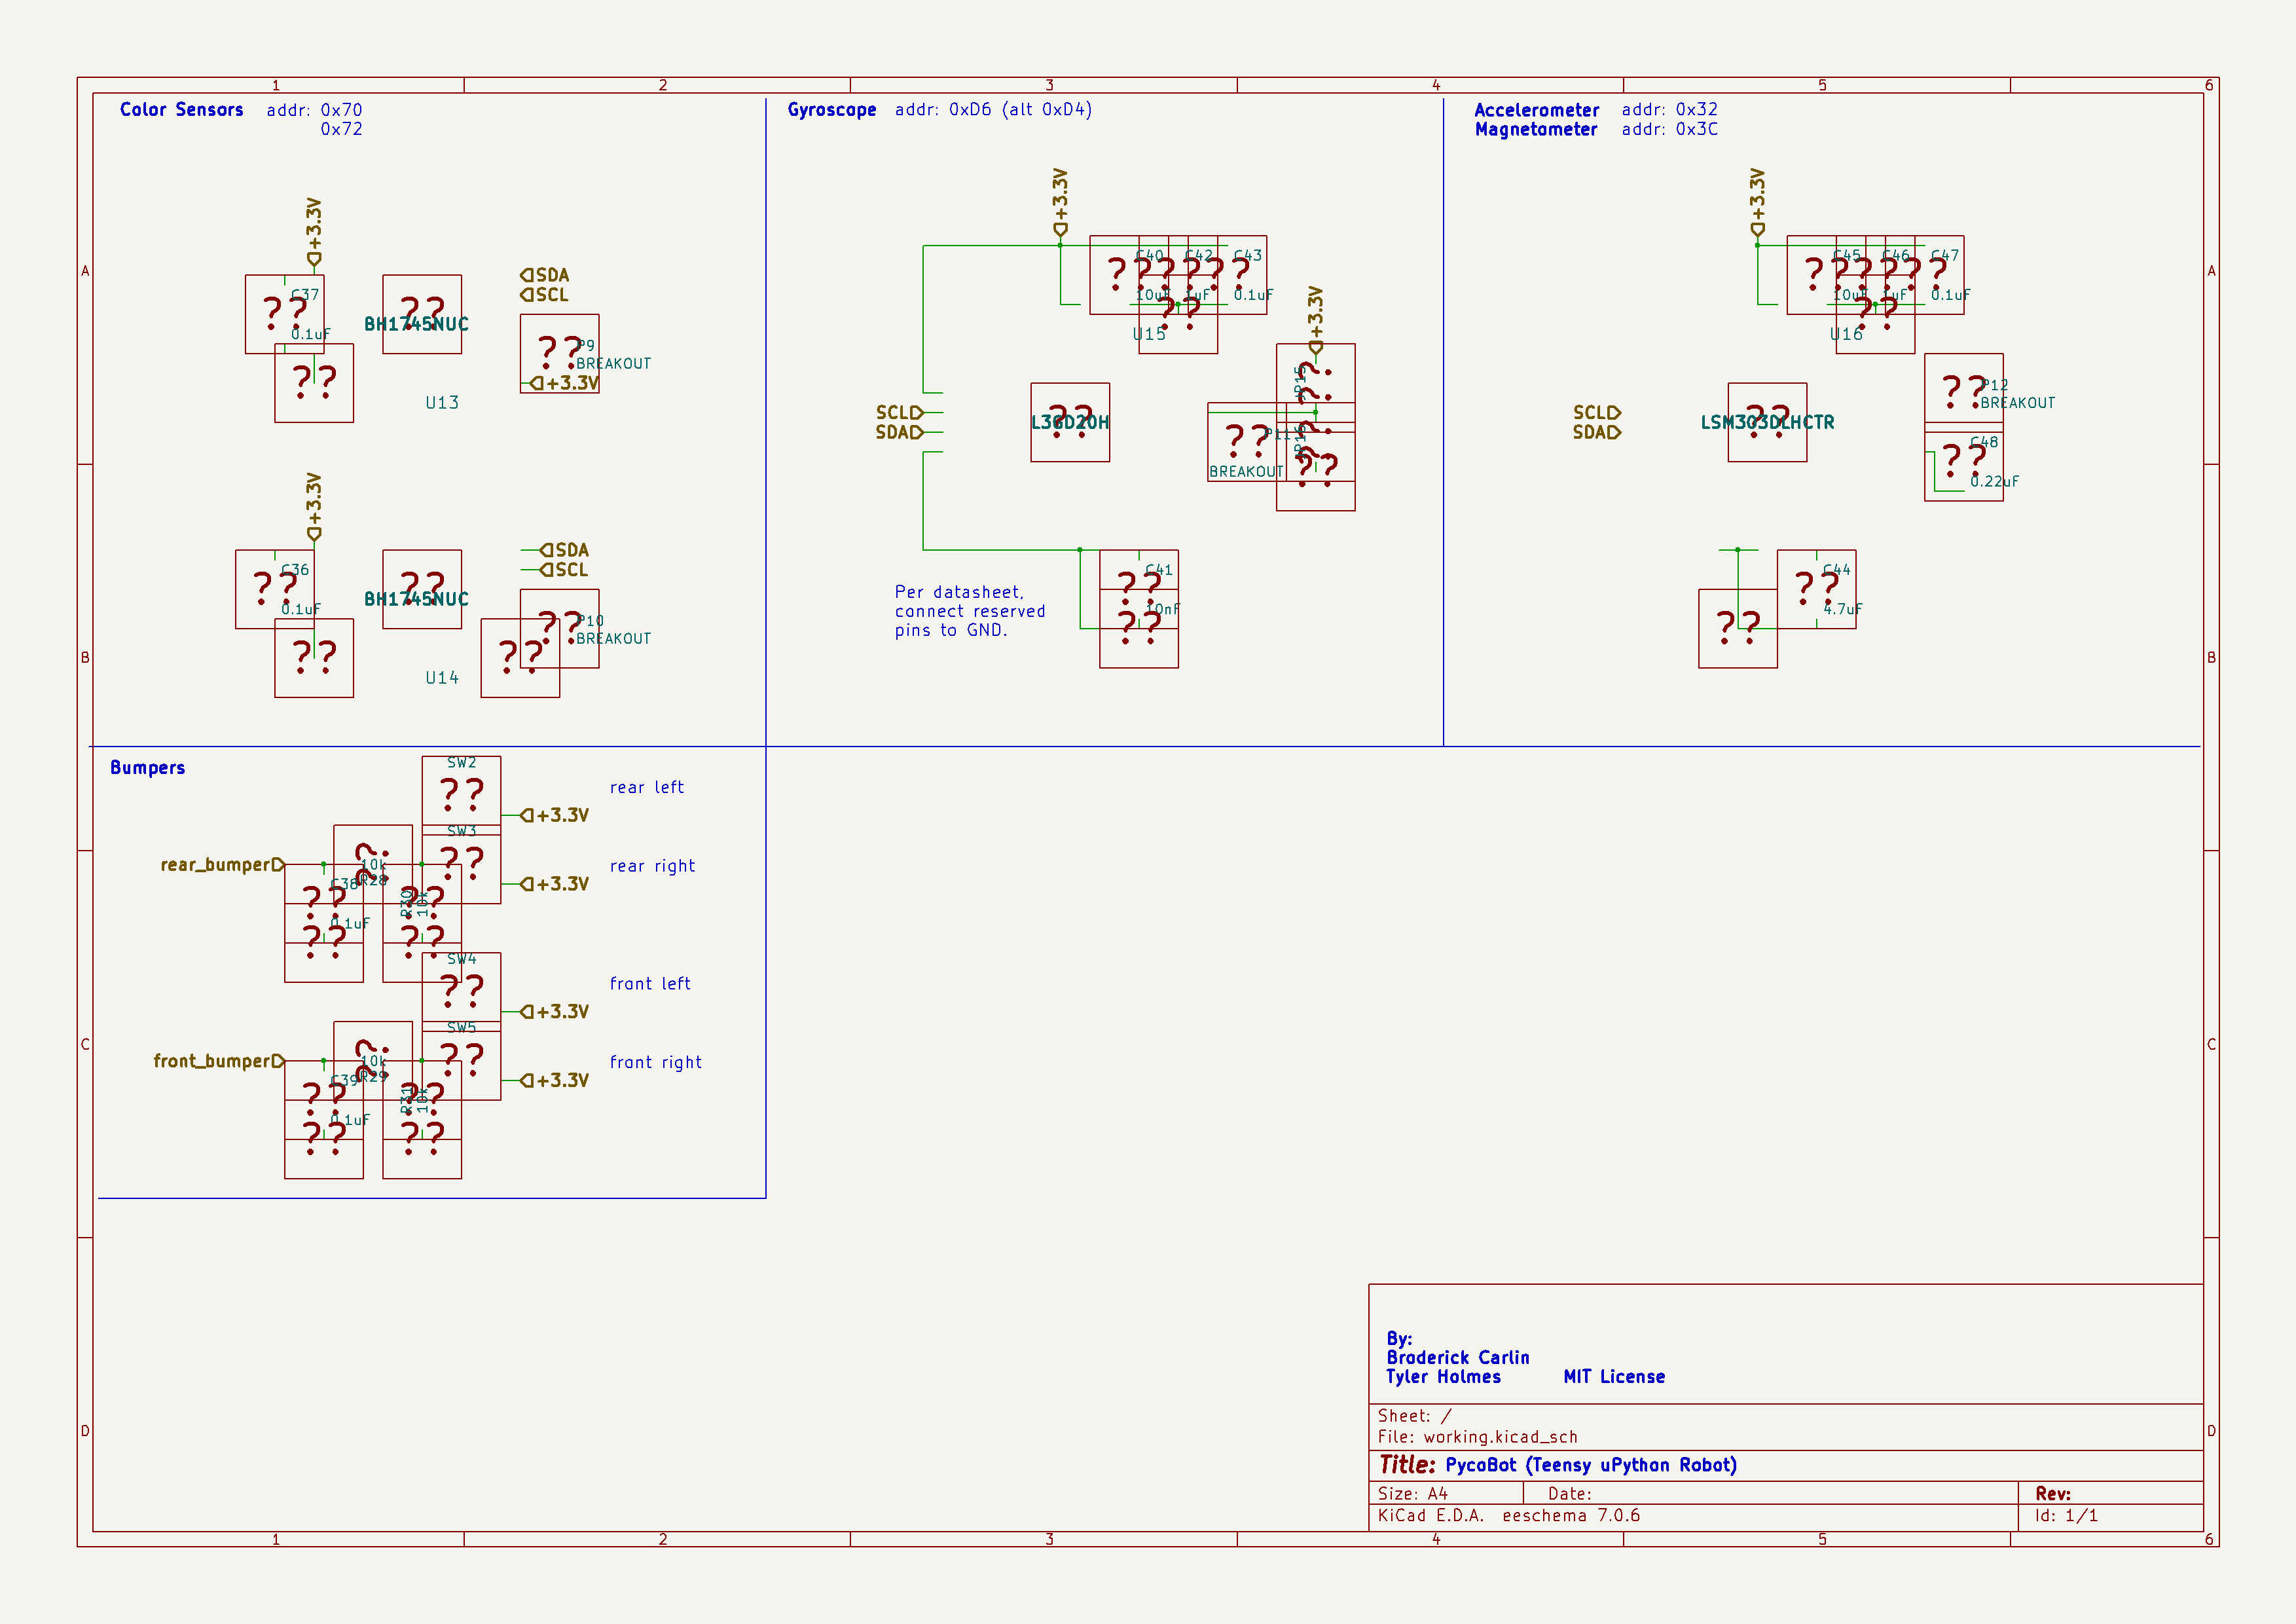 1 2 3 4 5 6
Color Sensors addr: 0x70
0x72
Gyroscope addr: 0xD6 (alt 0xD4)
Accelerometer addr: 0x32
Magnetometer addr: 0x3C
A
A
+3.3V
C37
0.1uF
??
??
BH1745NUC
??
U13
SDA
SCL
P9
BREAKOUT
??
+3.3V
+3.3V
C36
0.1uF
??
??
BH1745NUC
??
U14
SDA
SCL
P10
BREAKOUT
??
??
+3.3V
C40
10uF
C42
1uF
C43
0.1uF
??
??
??
??
U15
SCL
SDA
L3GD20H
??
+3.3V
P11
BREAKOUT
??
??
C41
10nF
??
??
Per datasheet,
connect reserved
pins to GND.
+3.3V
C45
10uF
C46
1uF
C47
0.1uF
??
??
??
??
U16
SCL
SDA
LSM303DLHCTR
??
P12
BREAKOUT
??
C48
0.22uF
??
C44
4.7uF
??
??
B
B
Bumpers
SW2
??
+3.3V
rear left
SW3
??
+3.3V
rear right
rear_bumper
10k
R28
??
C38
0.1uF
??
??
R30
10k
??
??
SW4
??
+3.3V
front left
SW5
??
+3.3V
front right
front_bumper
10k
R29
??
C39
0.1uF
??
??
R31
10k
??
??
C
C
D
D
By:
Broderick Carlin
Tyler Holmes MIT License
Sheet: /
File: working.kicad_sch
Title: PycoBot (Teensy uPython Robot)
Size: A4 Date: Rev:
KiCad E.D.A. eeschema 7.0.6 Id: 1/1
1 2 3 4 5 6